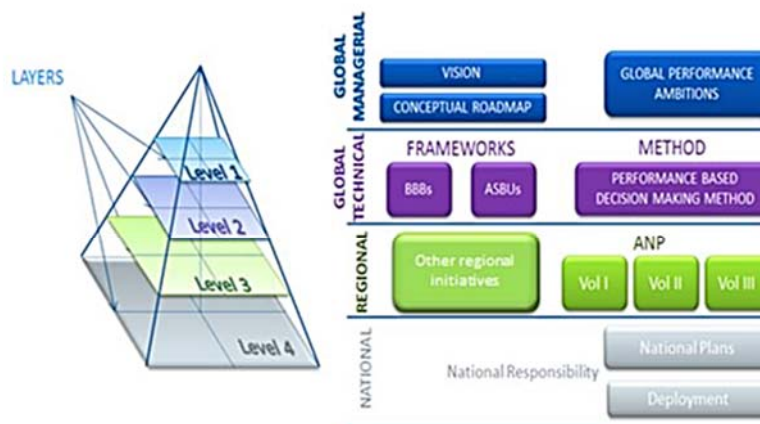 LAYERS
Level 1
Level 2
Level 3
Level 4
GLOBAL
MANAGERIAL
VISION
CONCEPTUAL ROADMAP
GLOBAL PERFORMANCE
AMBITIONS
GLOBAL
TECHNICAL
FRAMEWORKS
BBBs
ASBUs
METHOD
PERFORMANCE BASED
DECISION MAKING METHOD
REGIONAL
Other regional
initiatives
ANP
Vol I
Vol II
Vol III
NATIONAL
National Responsibility
National Plans
Deployment